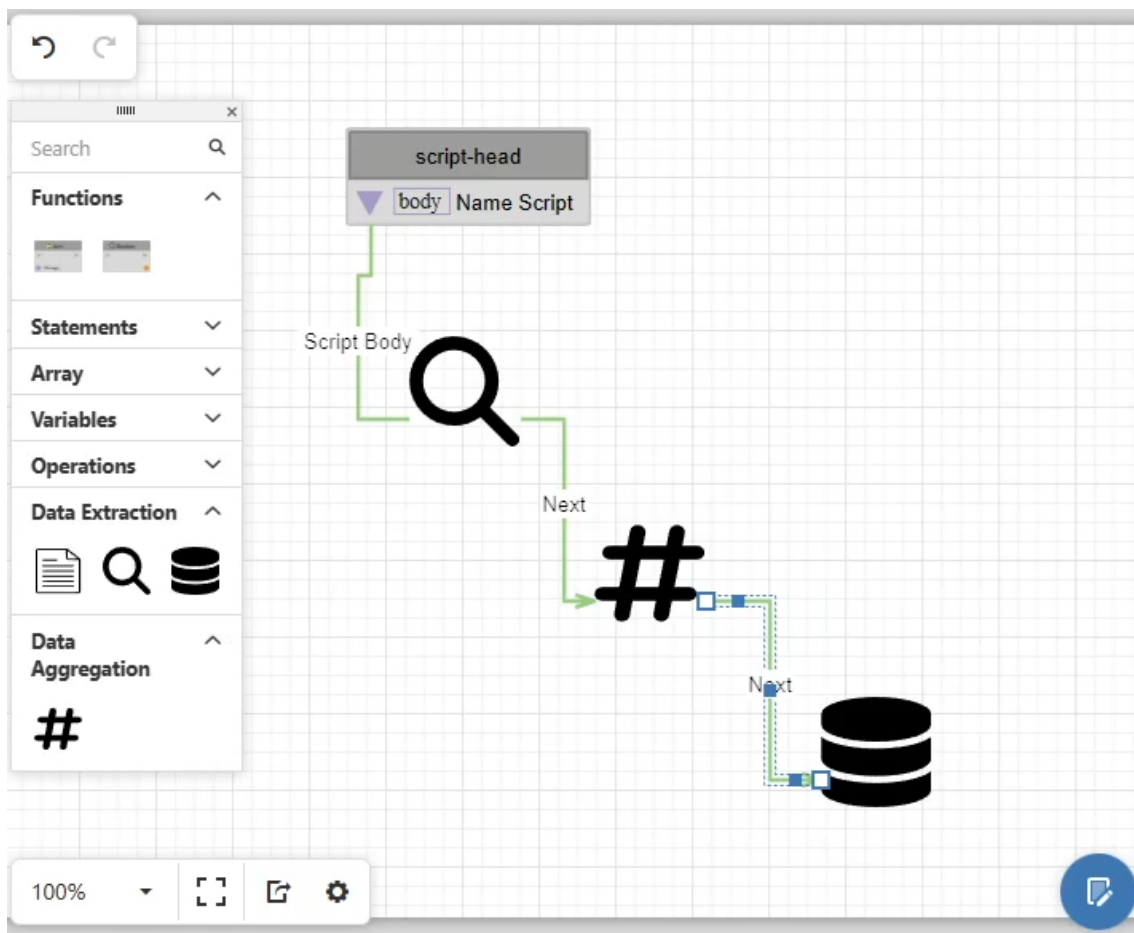 Search
Functions
Statements
Array
Variables
Operations
Data Extraction
Data
Aggregation
script-head
body Name Script
Script Body
Next
Next
100%